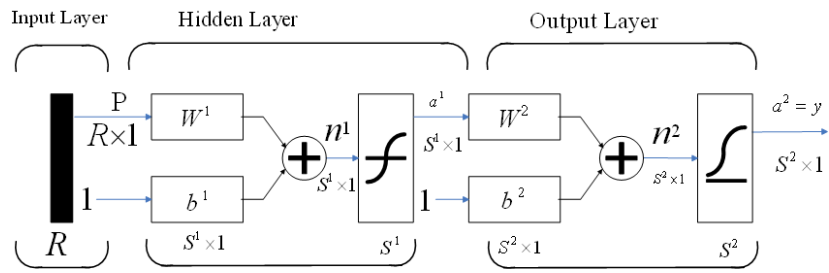 Input Layer
Hidden Layer
Output Layer
P
R×1
W¹
n¹
S¹×1
a¹
S¹×1
W²
n²
S²×1
a² = y
S²×1
1
b¹
S¹×1
S¹
1
b²
S²×1
S²
R